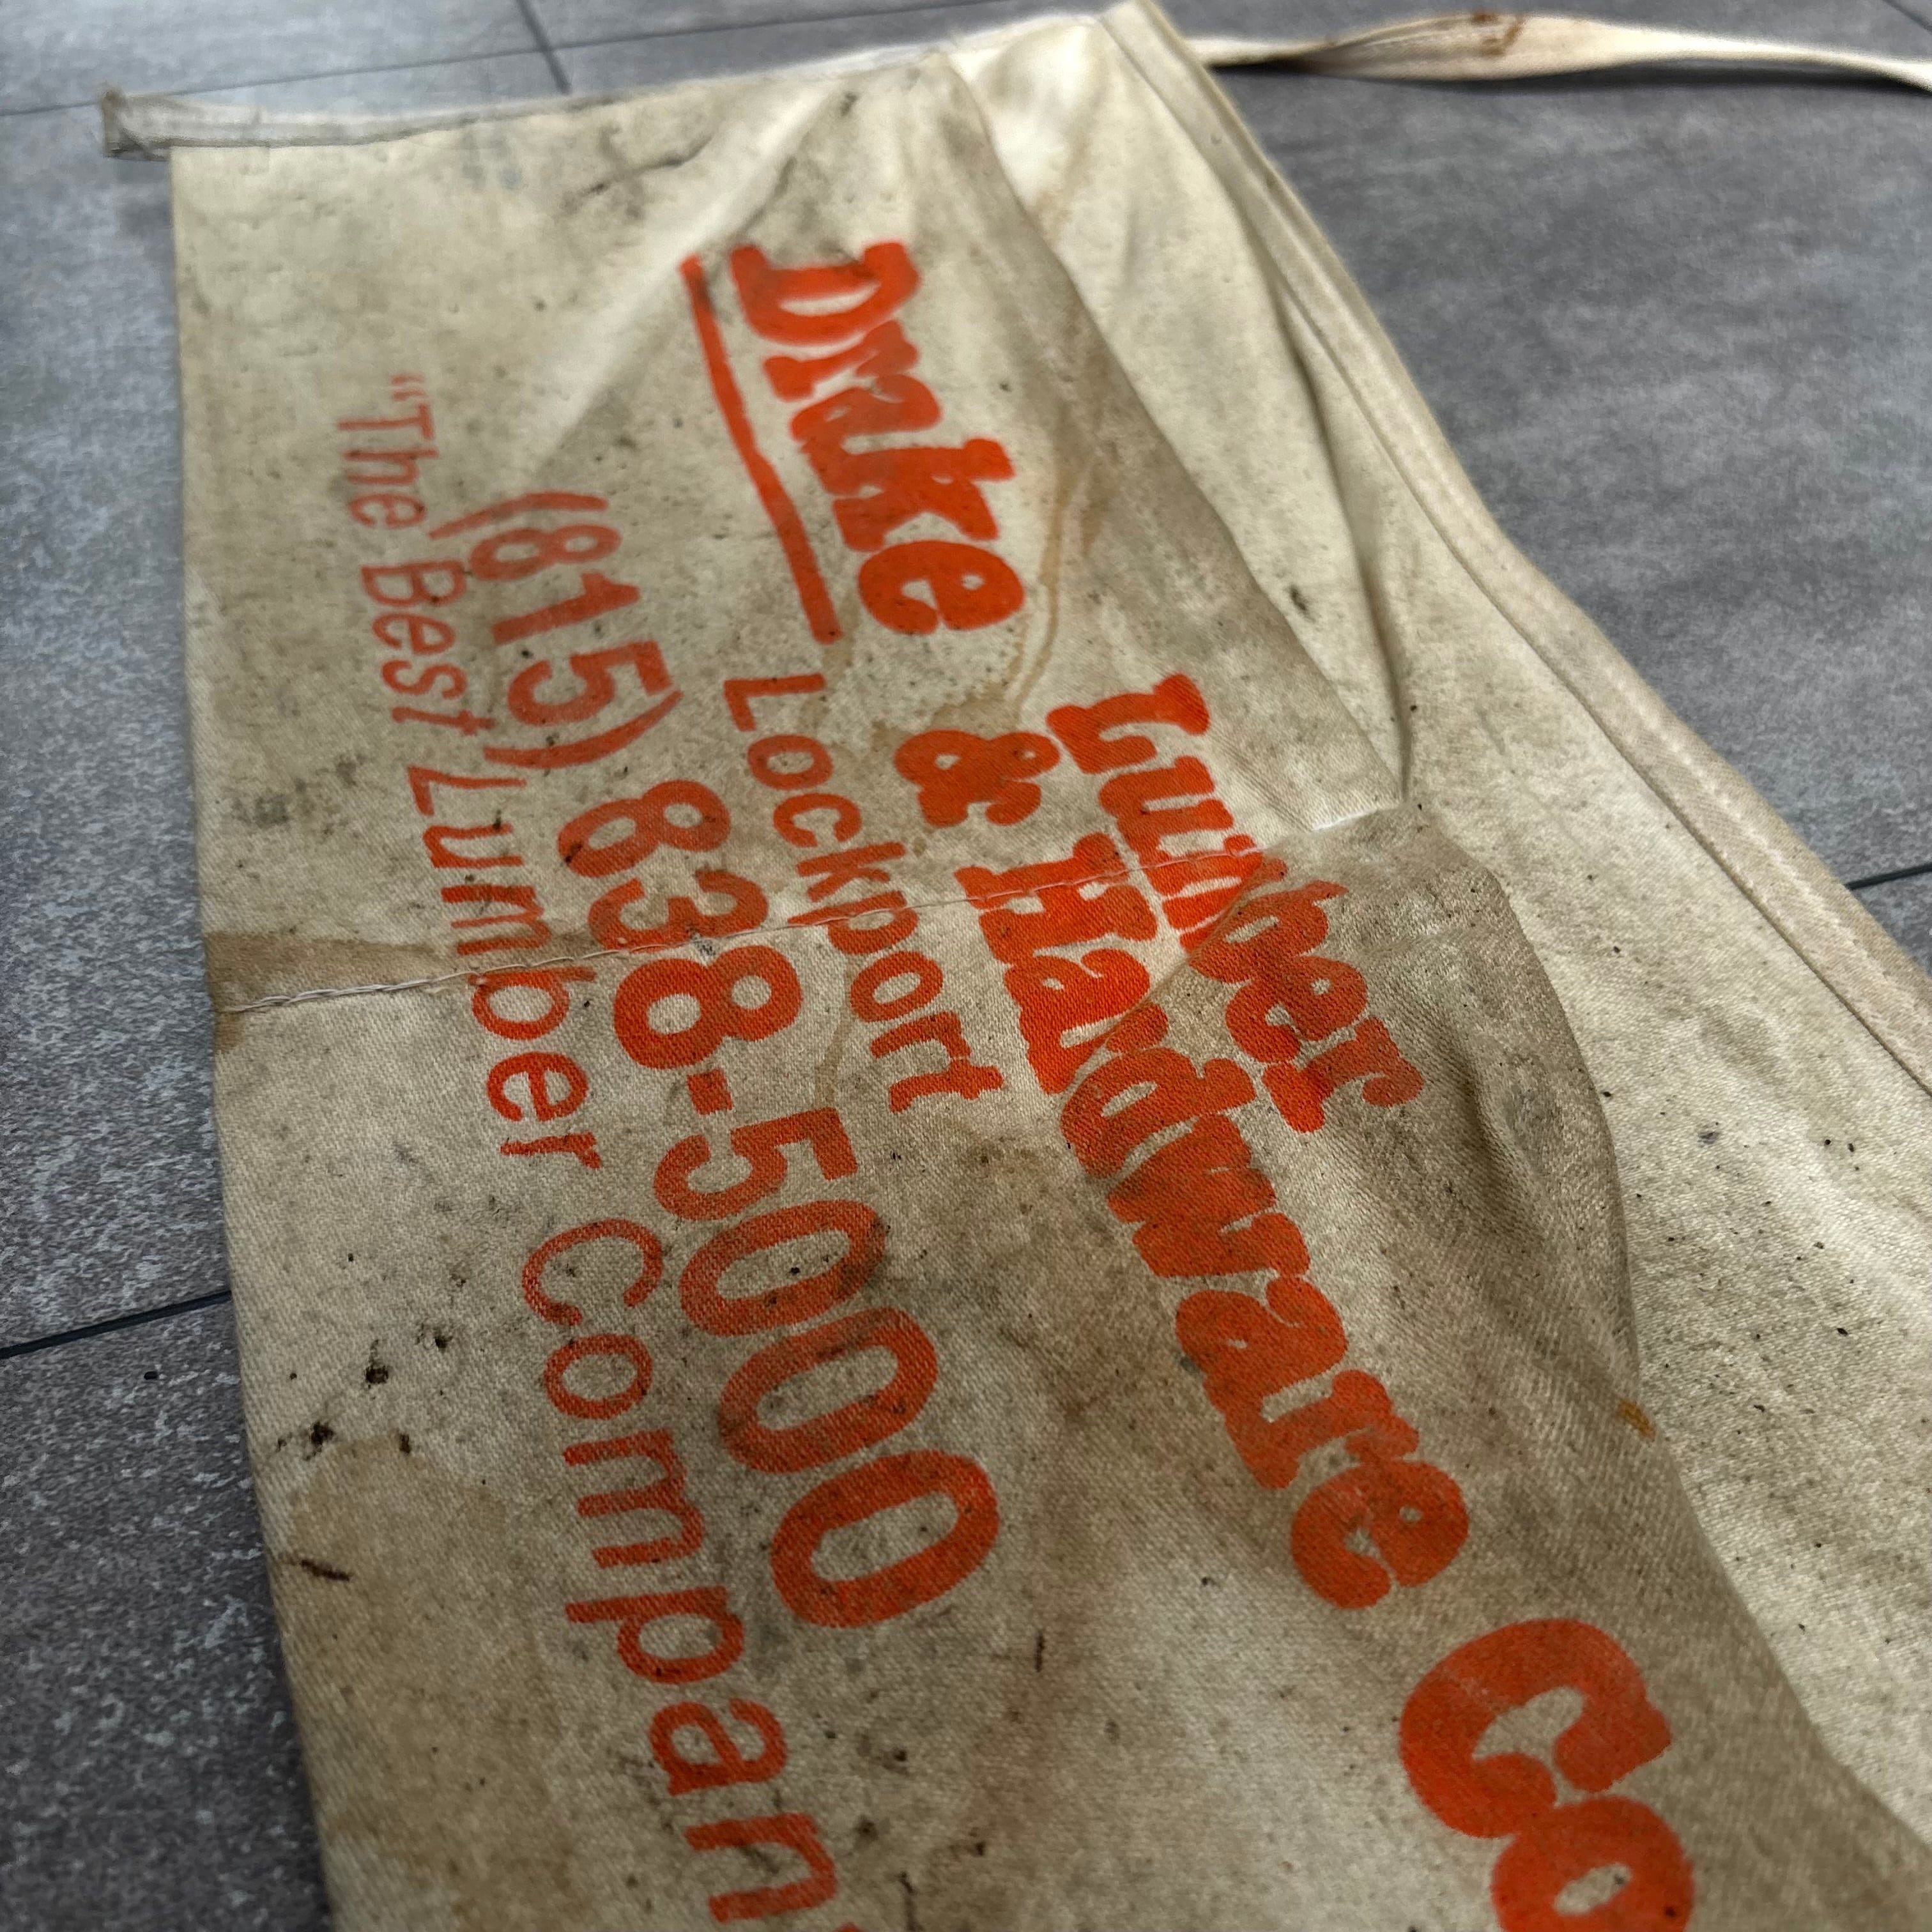 Drake
Lumber
& Hardware Co
Lockport
(815) 838-5000
"The Best Lumber Compan